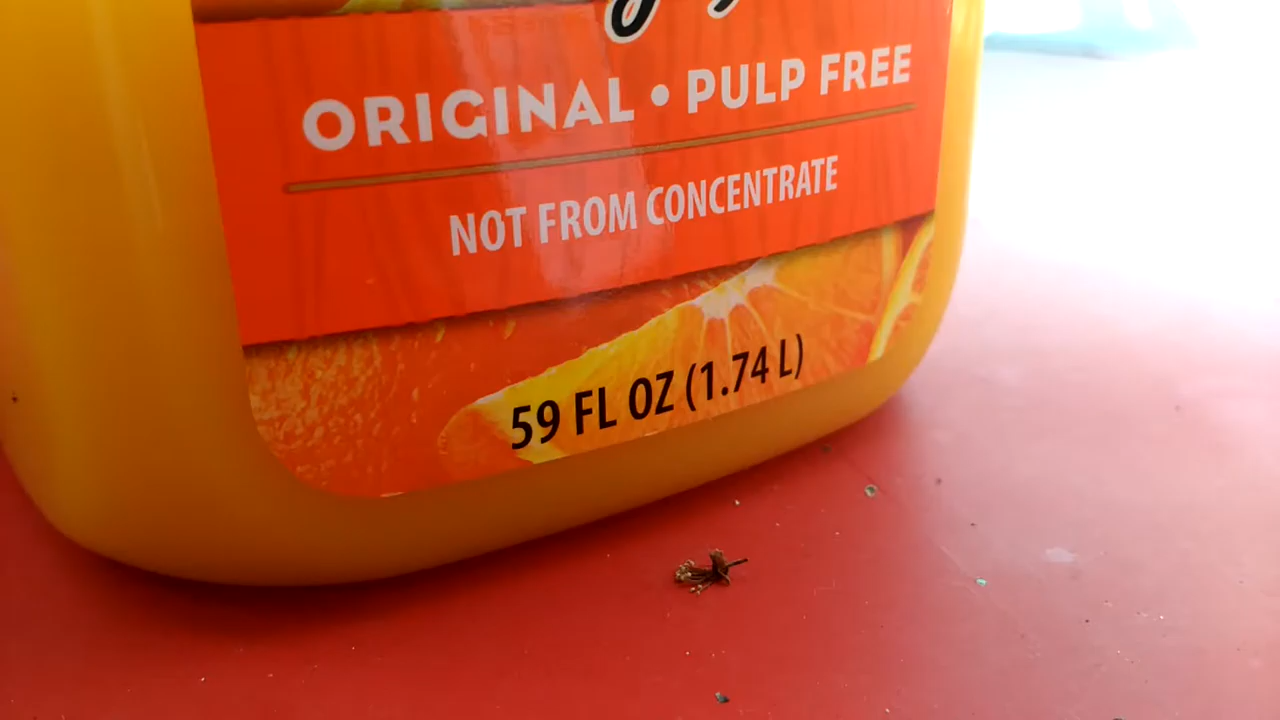 ORIGINAL • PULP FREE
NOT FROM CONCENTRATE
59 FL OZ (1.74 L)